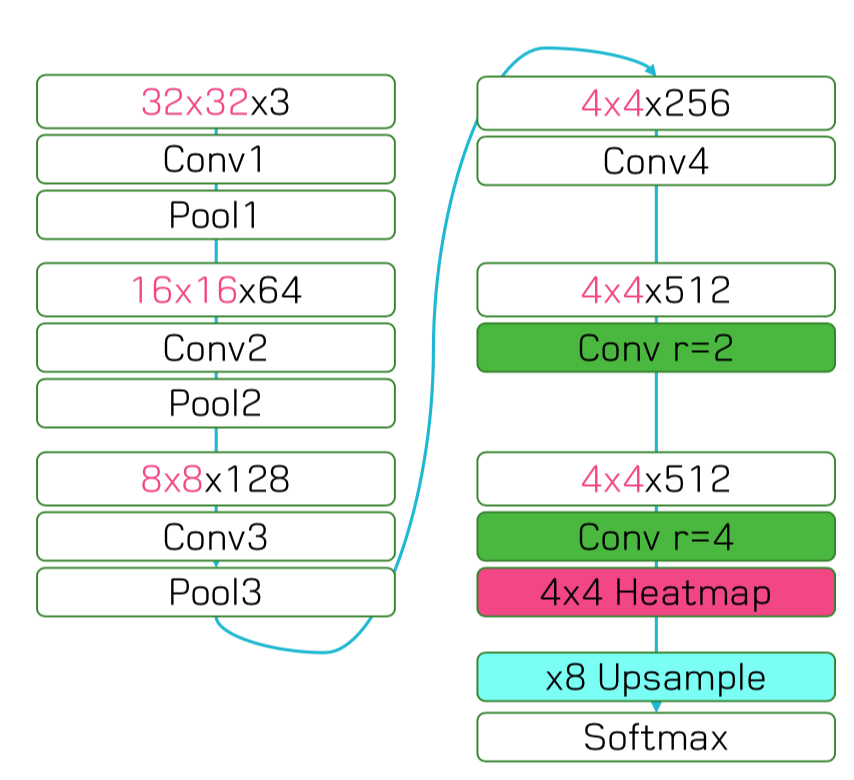 32x32x3
Conv1
Pool1
16x16x64
Conv2
Pool2
8x8x128
Conv3
Pool3
4x4x256
Conv4
4x4x512
Conv r=2
4x4x512
Conv r=4
4x4 Heatmap
x8 Upsample
Softmax